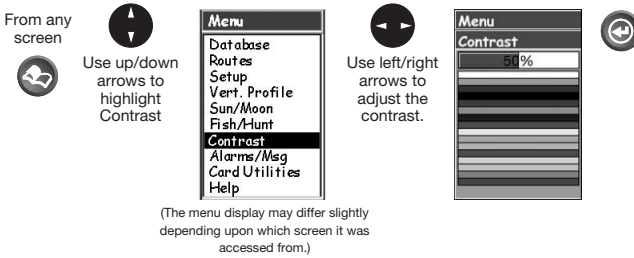 From any
screen
Use up/down
arrows to
highlight
Contrast
Menu
Database
Routes
Setup
Vert. Profile
Sun/Moon
Fish/Hunt
Contrast
Alarms/Msg
Card Utilities
Help
(The menu display may differ slightly
depending upon which screen it was
accessed from.)
Use left/right
arrows to
adjust the
contrast.
Menu
Contrast
50%